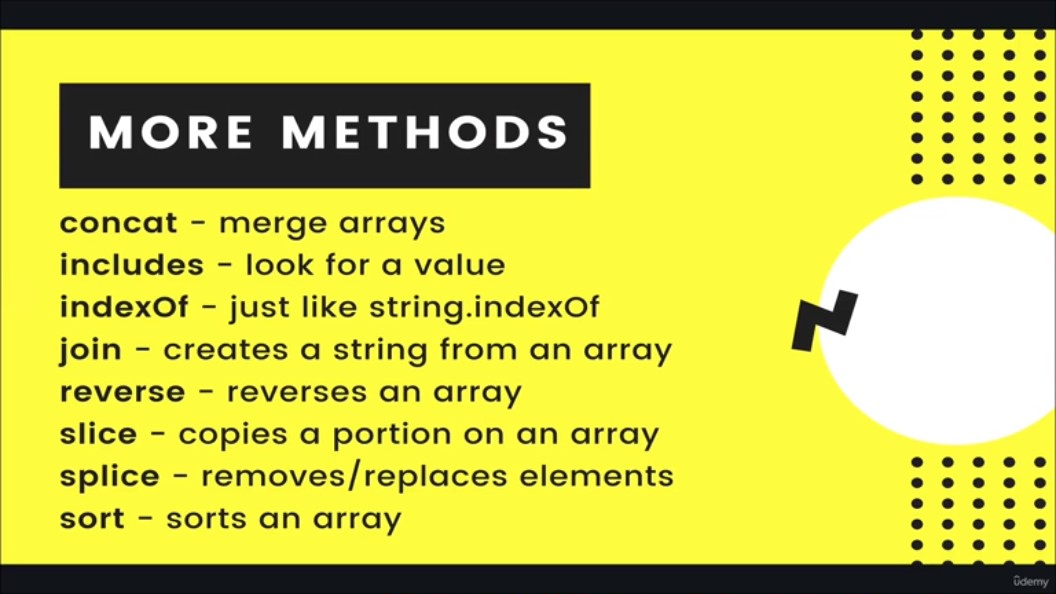 MORE METHODS
concat - merge arrays
includes - look for a value
indexOf - just like string.indexOf
join - creates a string from an array
reverse - reverses an array
slice - copies a portion on an array
splice - removes/replaces elements
sort - sorts an array
ûdemy